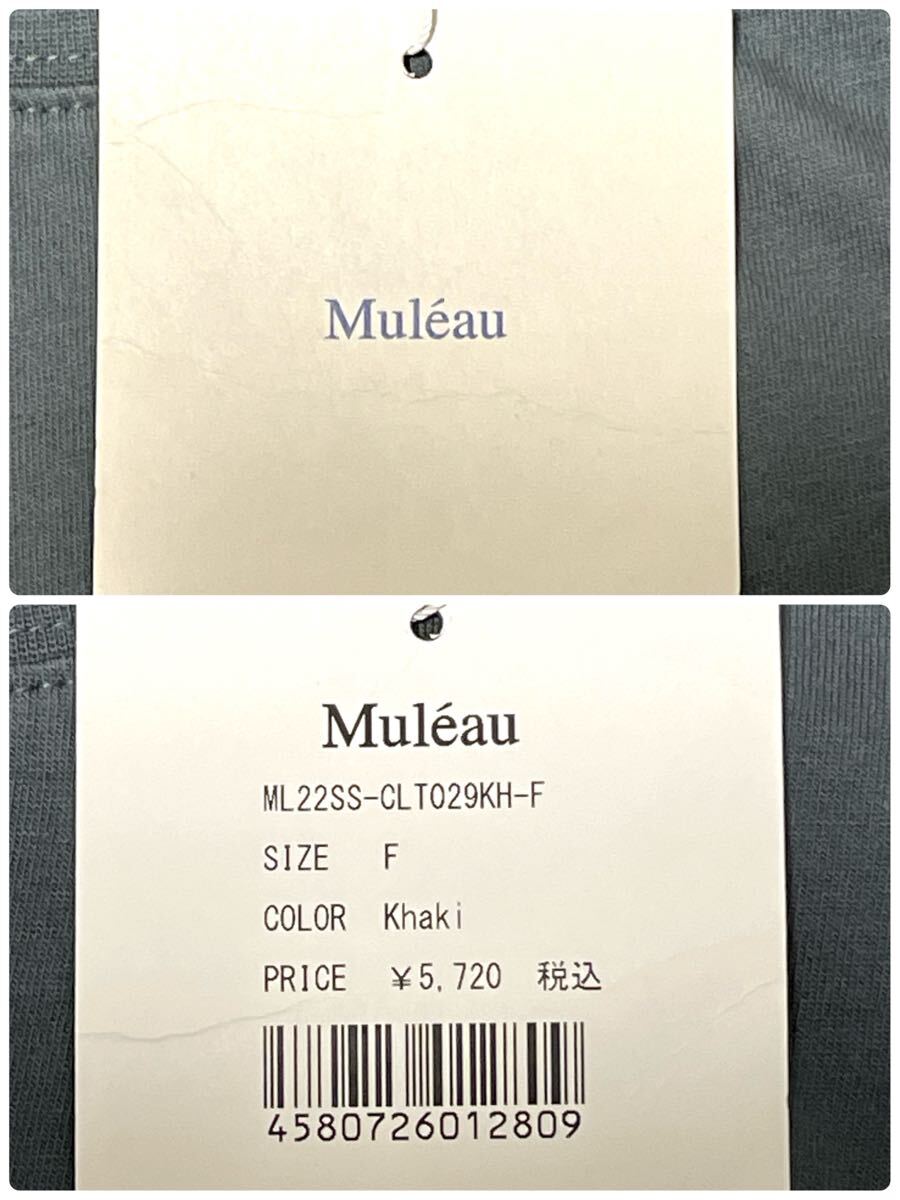 Muléau
Muléau
ML22SS-CLT029KH-F
SIZE F
COLOR Khaki
PRICE ¥5,720 税込
4580726012809